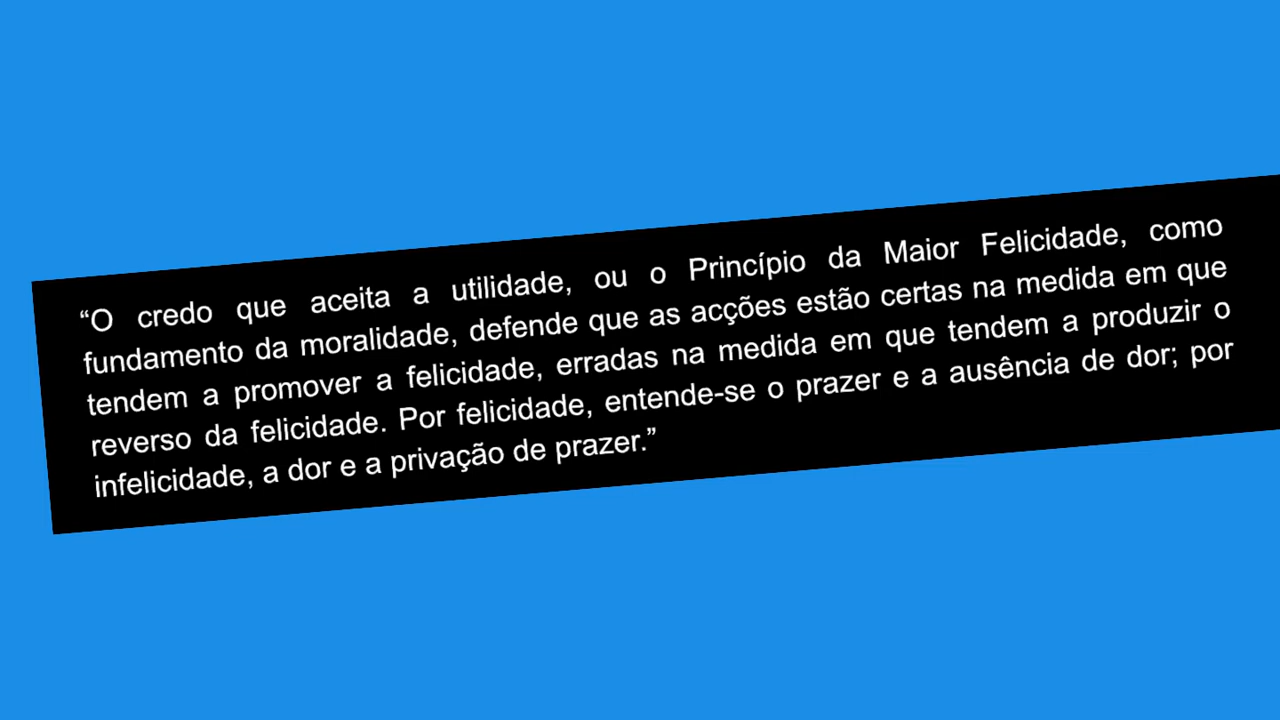 “O credo que aceita a utilidade, ou o Princípio da Maior Felicidade, como
fundamento da moralidade, defende que as acções estão certas na medida em que
tendem a promover a felicidade, erradas na medida em que tendem a produzir o
reverso da felicidade. Por felicidade, entende-se o prazer e a ausência de dor; por
infelicidade, a dor e a privação de prazer.”